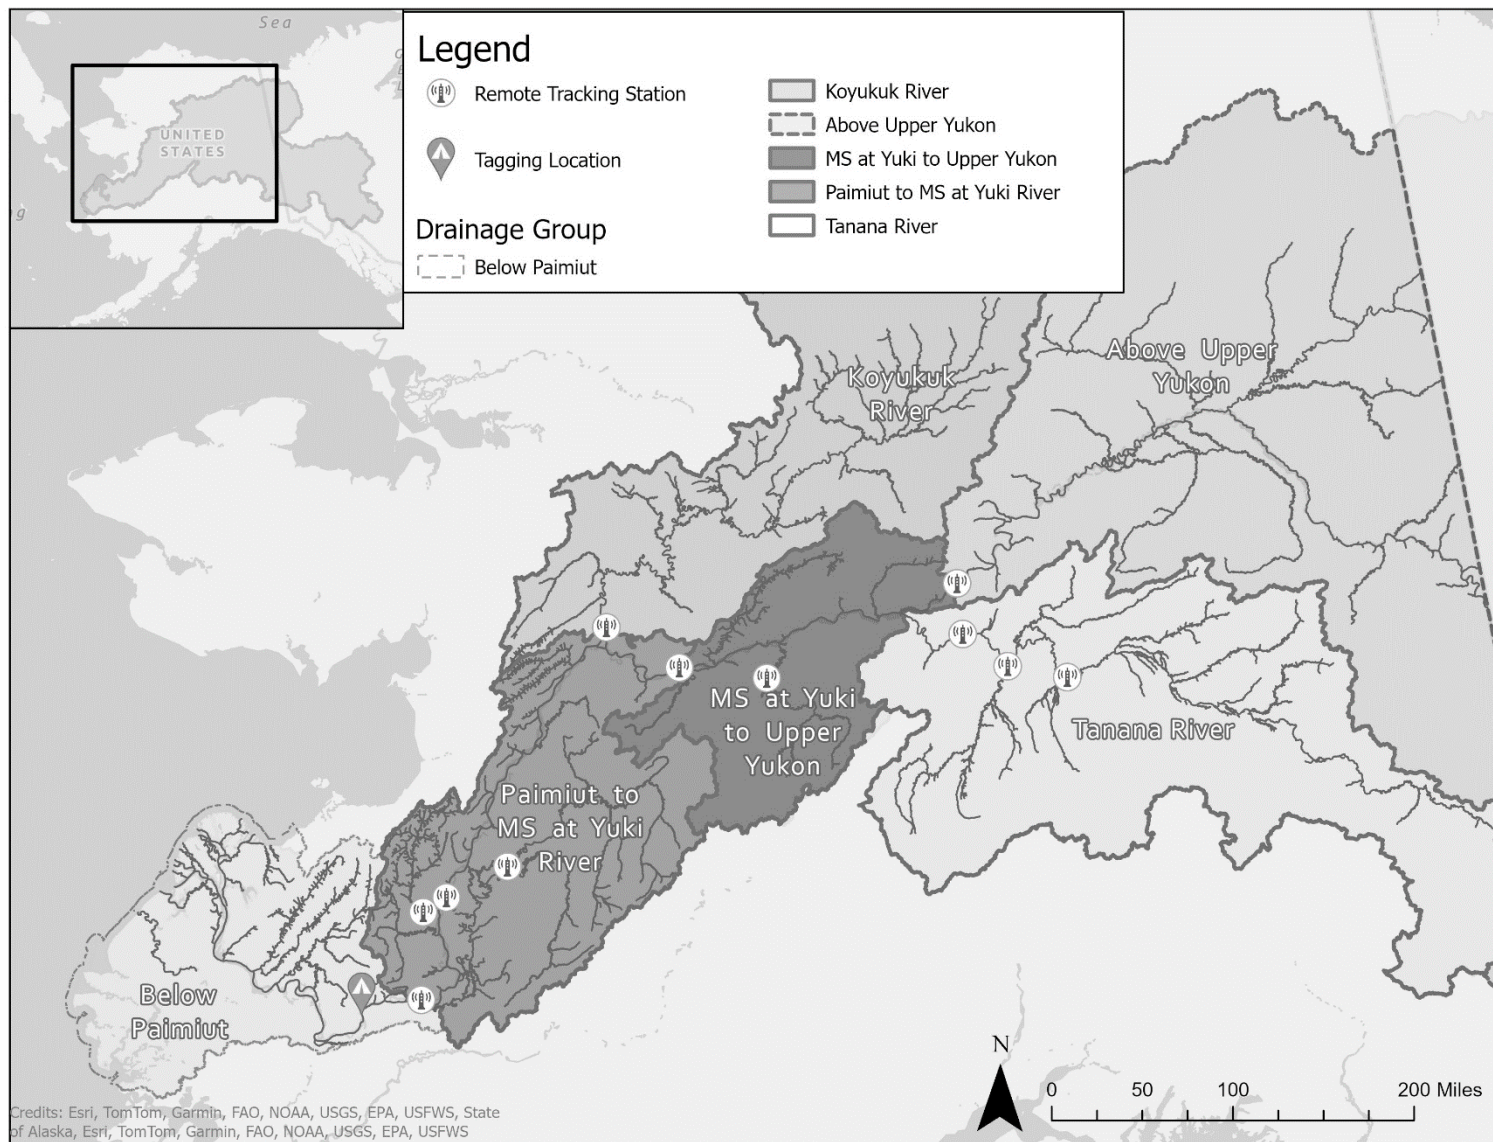 Sea
UNITED
STATES
Legend
Remote Tracking Station
Tagging Location
Drainage Group
Below Paimiut
Koyukuk River
Above Upper Yukon
MS at Yuki to Upper Yukon
Paimiut to MS at Yuki River
Tanana River
Koyukuk
River
Above Upper
Yukon
MS at Yuki
to Upper
Yukon
Tanana River
Paimiut to
MS at Yuki
River
Below
Paimiut
N
0 50 100 200 Miles
Credits: Esri, TomTom, Garmin, FAO, NOAA, USGS, EPA, USFWS, State
of Alaska, Esri, TomTom, Garmin, FAO, NOAA, USGS, EPA, USFWS